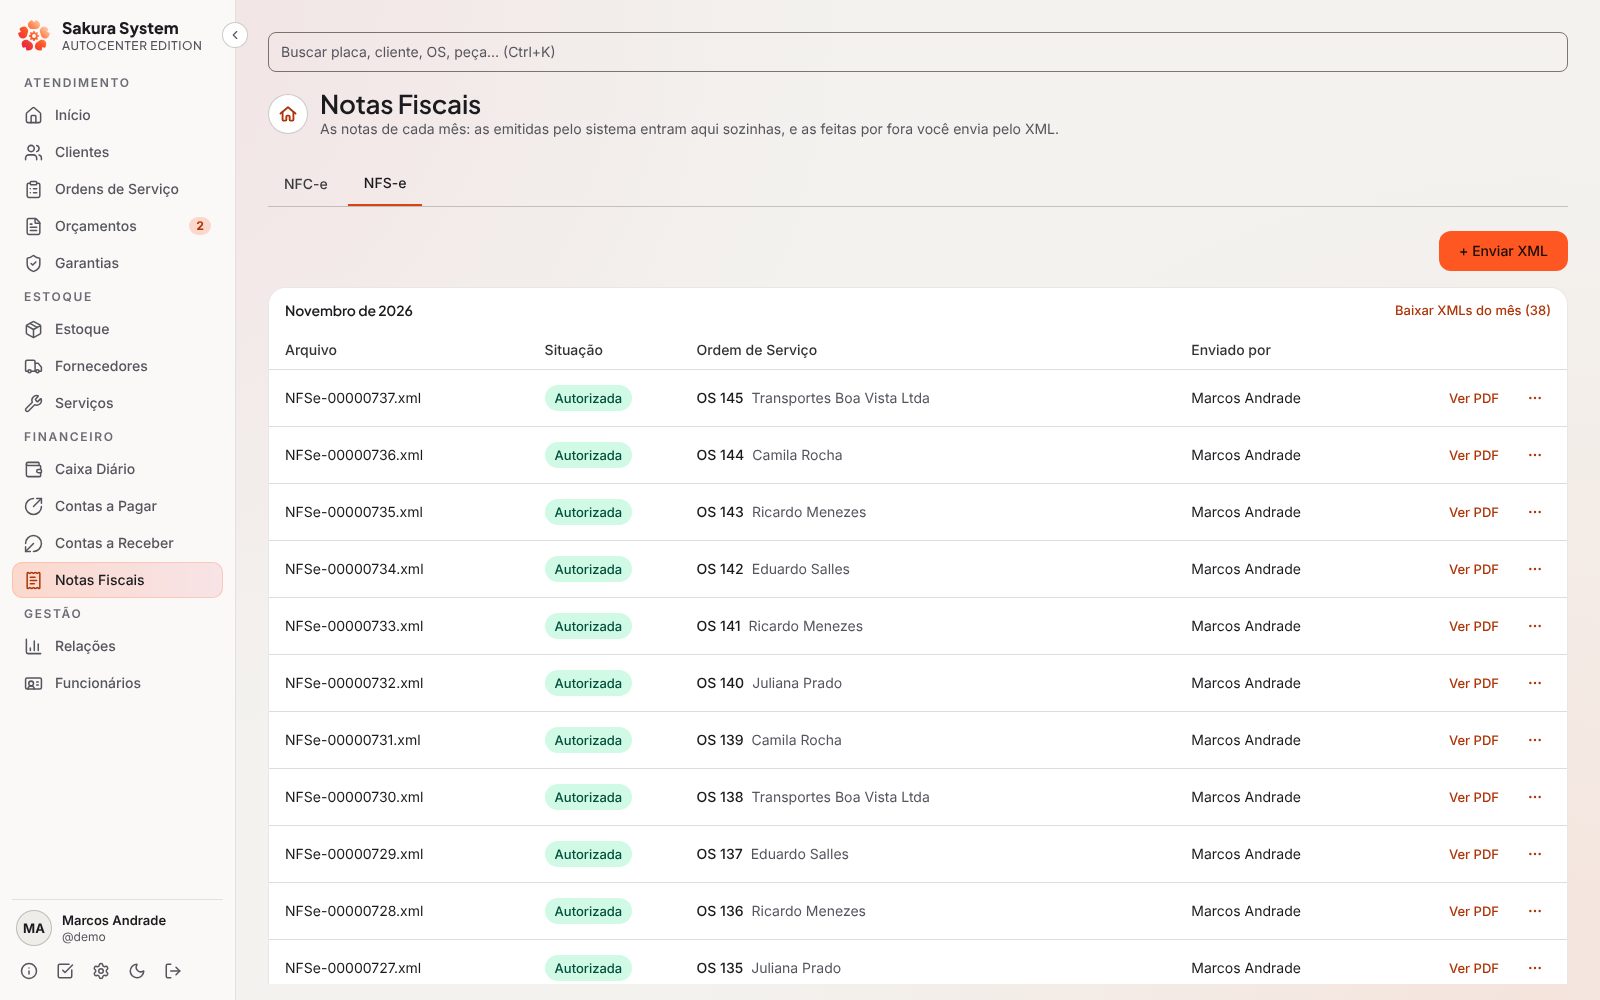 Sakura System
AUTOCENTER EDITION
ATENDIMENTO
Início
Clientes
Ordens de Serviço
Orçamentos 2
Garantias
ESTOQUE
Estoque
Fornecedores
Serviços
FINANCEIRO
Caixa Diário
Contas a Pagar
Contas a Receber
Notas Fiscais
GESTÃO
Relações
Funcionários
MA
Marcos Andrade
@demo
Buscar placa, cliente, OS, peça... (Ctrl+K)
Notas Fiscais
As notas de cada mês: as emitidas pelo sistema entram aqui sozinhas, e as feitas por fora você envia pelo XML.
NFC-e NFS-e
+ Enviar XML
Novembro de 2026 Baixar XMLs do mês (38)
Arquivo Situação Ordem de Serviço Enviado por
NFSe-00000737.xml Autorizada OS 145 Transportes Boa Vista Ltda Marcos Andrade Ver PDF ...
NFSe-00000736.xml Autorizada OS 144 Camila Rocha Marcos Andrade Ver PDF ...
NFSe-00000735.xml Autorizada OS 143 Ricardo Menezes Marcos Andrade Ver PDF ...
NFSe-00000734.xml Autorizada OS 142 Eduardo Salles Marcos Andrade Ver PDF ...
NFSe-00000733.xml Autorizada OS 141 Ricardo Menezes Marcos Andrade Ver PDF ...
NFSe-00000732.xml Autorizada OS 140 Juliana Prado Marcos Andrade Ver PDF ...
NFSe-00000731.xml Autorizada OS 139 Camila Rocha Marcos Andrade Ver PDF ...
NFSe-00000730.xml Autorizada OS 138 Transportes Boa Vista Ltda Marcos Andrade Ver PDF ...
NFSe-00000729.xml Autorizada OS 137 Eduardo Salles Marcos Andrade Ver PDF ...
NFSe-00000728.xml Autorizada OS 136 Ricardo Menezes Marcos Andrade Ver PDF ...
NFSe-00000727.xml Autorizada OS 135 Juliana Prado Marcos Andrade Ver PDF ...